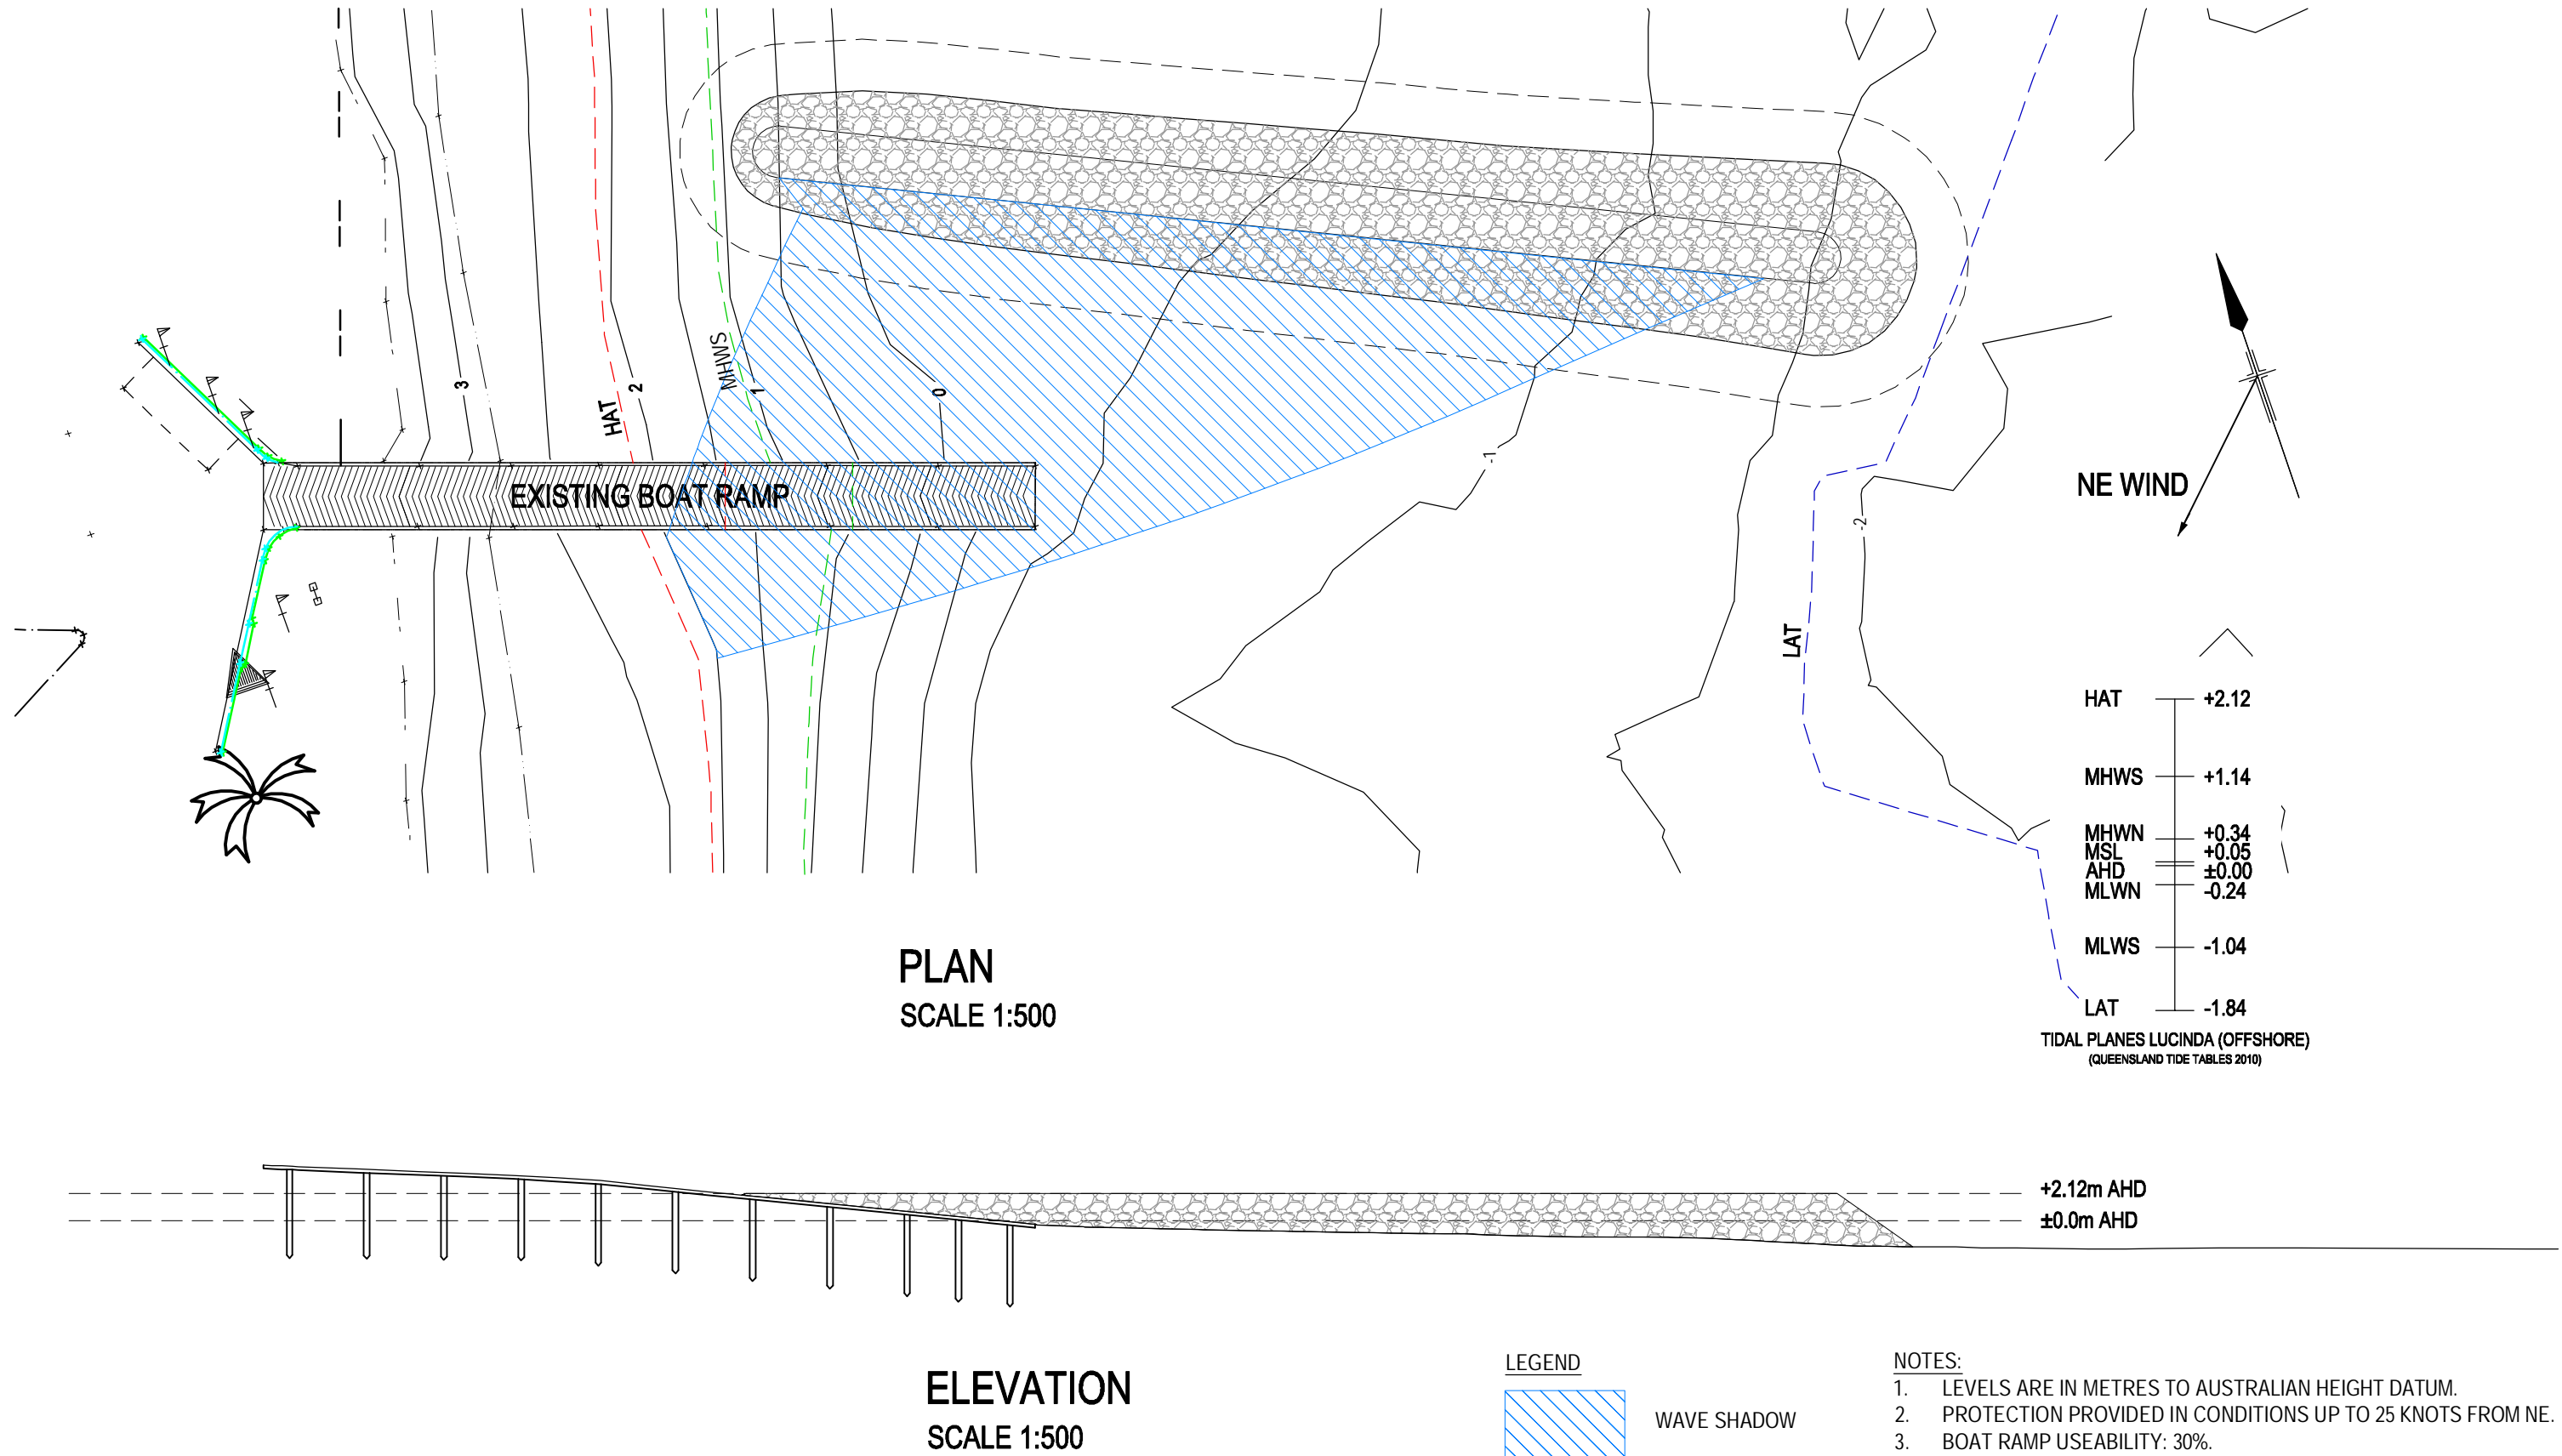 3
HAT
2
MHWS
1
0
-1
-2
LAT
EXISTING BOAT RAMP
NE WIND
HAT +2.12
MHWS +1.14
MHWN +0.34
MSL +0.05
AHD ±0.00
MLWN -0.24
MLWS -1.04
LAT -1.84
TIDAL PLANES LUCINDA (OFFSHORE)
(QUEENSLAND TIDE TABLES 2010)
PLAN
SCALE 1:500
+2.12m AHD
±0.0m AHD
ELEVATION
SCALE 1:500
LEGEND
WAVE SHADOW
NOTES:
1. LEVELS ARE IN METRES TO AUSTRALIAN HEIGHT DATUM.
2. PROTECTION PROVIDED IN CONDITIONS UP TO 25 KNOTS FROM NE.
3. BOAT RAMP USEABILITY: 30%.